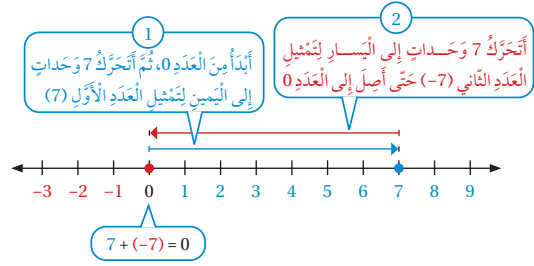 1
أَبْدَأُ مِنَ الْعَدَدِ 0، ثُمَّ أَتَحَرَّكُ 7 وَحَداتٍ
إِلى الْيَمينِ لِتَمْثيلِ الْعَدَدِ الْأَوَّلِ (7)
2
أَتَحَرَّكُ 7 وَحَـــداتٍ إِلى الْيَســـارِ لِتَمْثيلِ
الْعَدَدِ الثّاني (7-) حَتّى أَصِلَ إِلى الْعَدَدِ 0
−3 −2 −1 0 1 2 3 4 5 6 7 8 9
7 + (−7) = 0